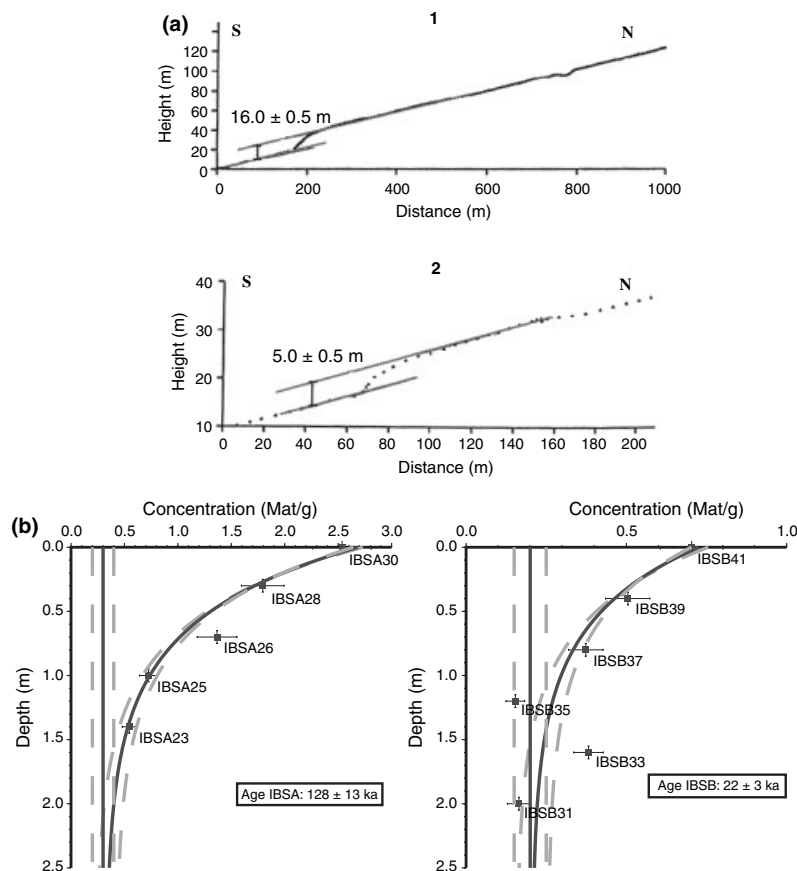 (a)
1
S
N
Height (m)
120
100
80
60
40
20
0
16.0 ± 0.5 m
0
200
400
600
800
1000
Distance (m)
2
S
N
Height (m)
40
30
20
10
5.0 ± 0.5 m
0
20
40
60
80
100
120
140
160
180
200
Distance (m)
(b)
Concentration (Mat/g)
0.0
0.5
1.0
1.5
2.0
2.5
3.0
Depth (m)
0.0
0.5
1.0
1.5
2.0
2.5
IBSA30
IBSA28
IBSA26
IBSA25
IBSA23
Age IBSA: 128 ± 13 ka
Concentration (Mat/g)
0.5
1.0
Depth (m)
0.0
0.5
1.0
1.5
2.0
2.5
IBSB41
IBSB39
IBSB37
IBSB35
IBSB33
IBSB31
Age IBSB: 22 ± 3 ka